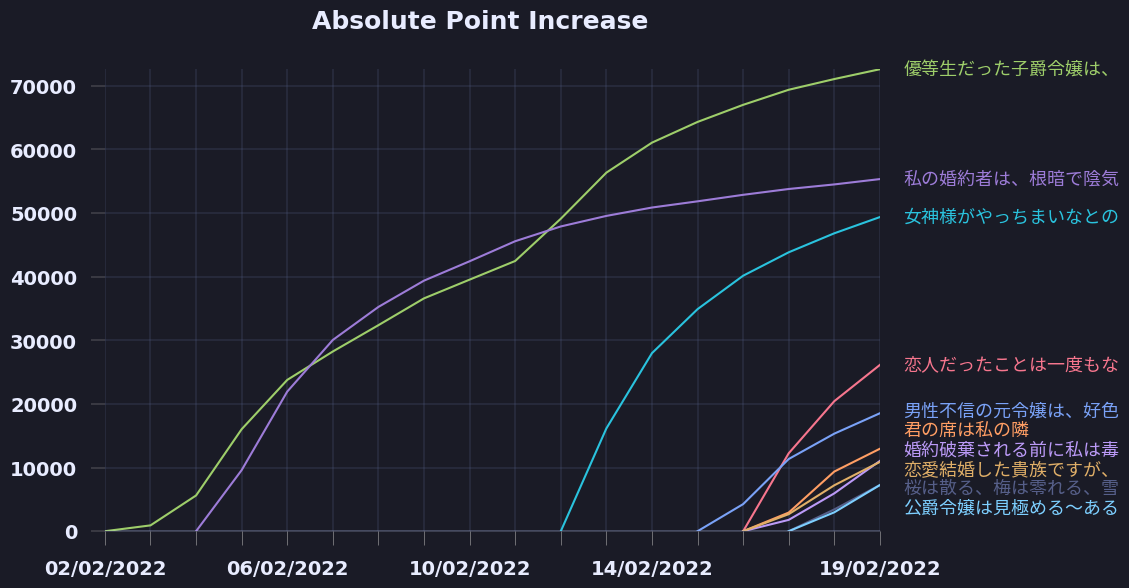 Absolute Point Increase
70000
60000
50000
40000
30000
20000
10000
0
02/02/2022
06/02/2022
10/02/2022
14/02/2022
19/02/2022
優等生だった子爵令嬢は、
私の婚約者は、根暗で陰気
女神様がやっちまいなとの
恋人だったことは一度もな
男性不信の元令嬢は、好色
君の席は私の隣
婚約破棄される前に私は毒
恋愛結婚した貴族ですが、
桜は散る、梅は零れる、雪
公爵令嬢は見極める～ある